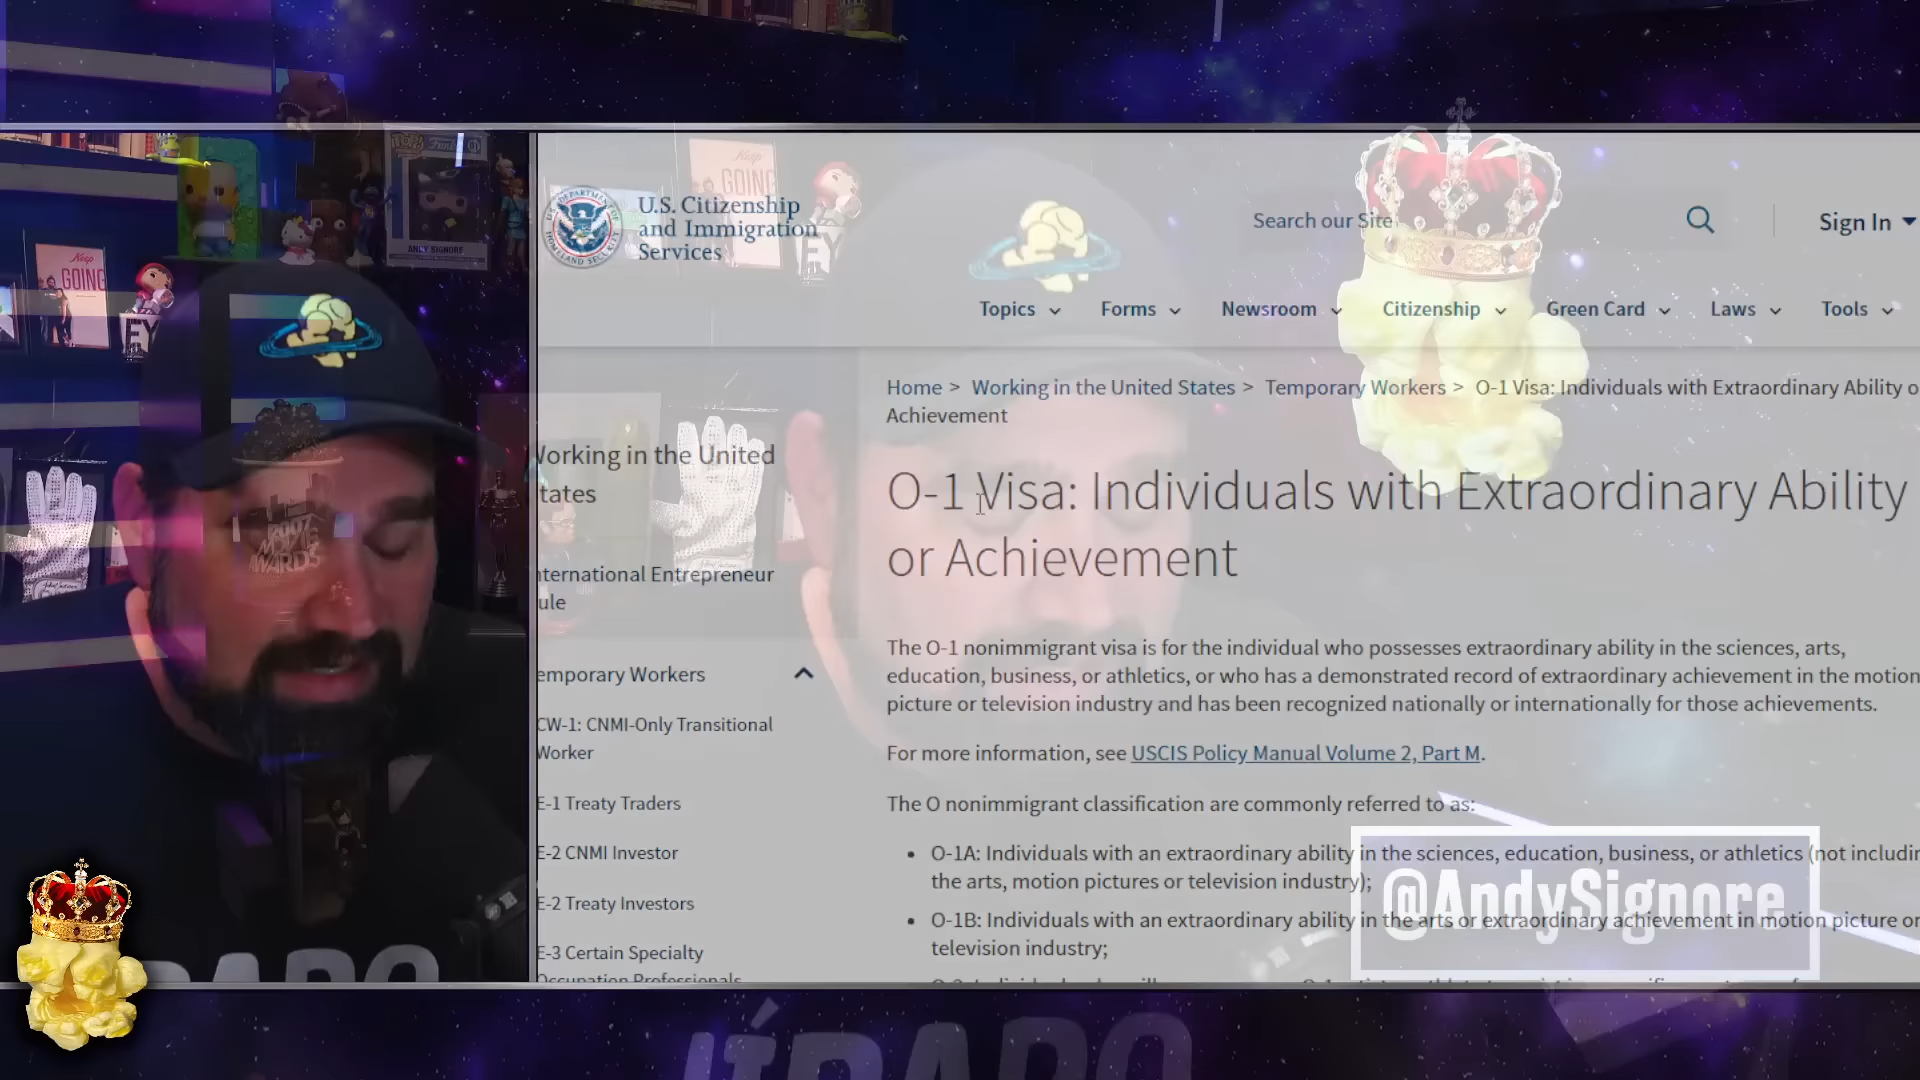 Keep
GOING
ANDY SIGNORE
FY
U.S. Citizenship
and Immigration
Services
Search our Site
Sign In
Topics
Forms
Newsroom
Citizenship
Green Card
Laws
Tools
Home > Working in the United States > Temporary Workers > O-1 Visa: Individuals with Extraordinary Ability o
Achievement
Working in the United
tates
O-1 Visa: Individuals with Extraordinary Ability
or Achievement
nternational Entrepreneur
ule
The O-1 nonimmigrant visa is for the individual who possesses extraordinary ability in the sciences, arts,
education, business, or athletics, or who has a demonstrated record of extraordinary achievement in the motion
picture or television industry and has been recognized nationally or internationally for those achievements.
For more information, see USCIS Policy Manual Volume 2, Part M.
The O nonimmigrant classification are commonly referred to as:
O-1A: Individuals with an extraordinary ability in the sciences, education, business, or athletics (not includin
the arts, motion pictures or television industry);
O-1B: Individuals with an extraordinary ability in the arts or extraordinary achievement in motion picture or
television industry;
emporary Workers
CW-1: CNMI-Only Transitional
Worker
E-1 Treaty Traders
E-2 CNMI Investor
E-2 Treaty Investors
E-3 Certain Specialty
Occupation Professionals
@AndySignore